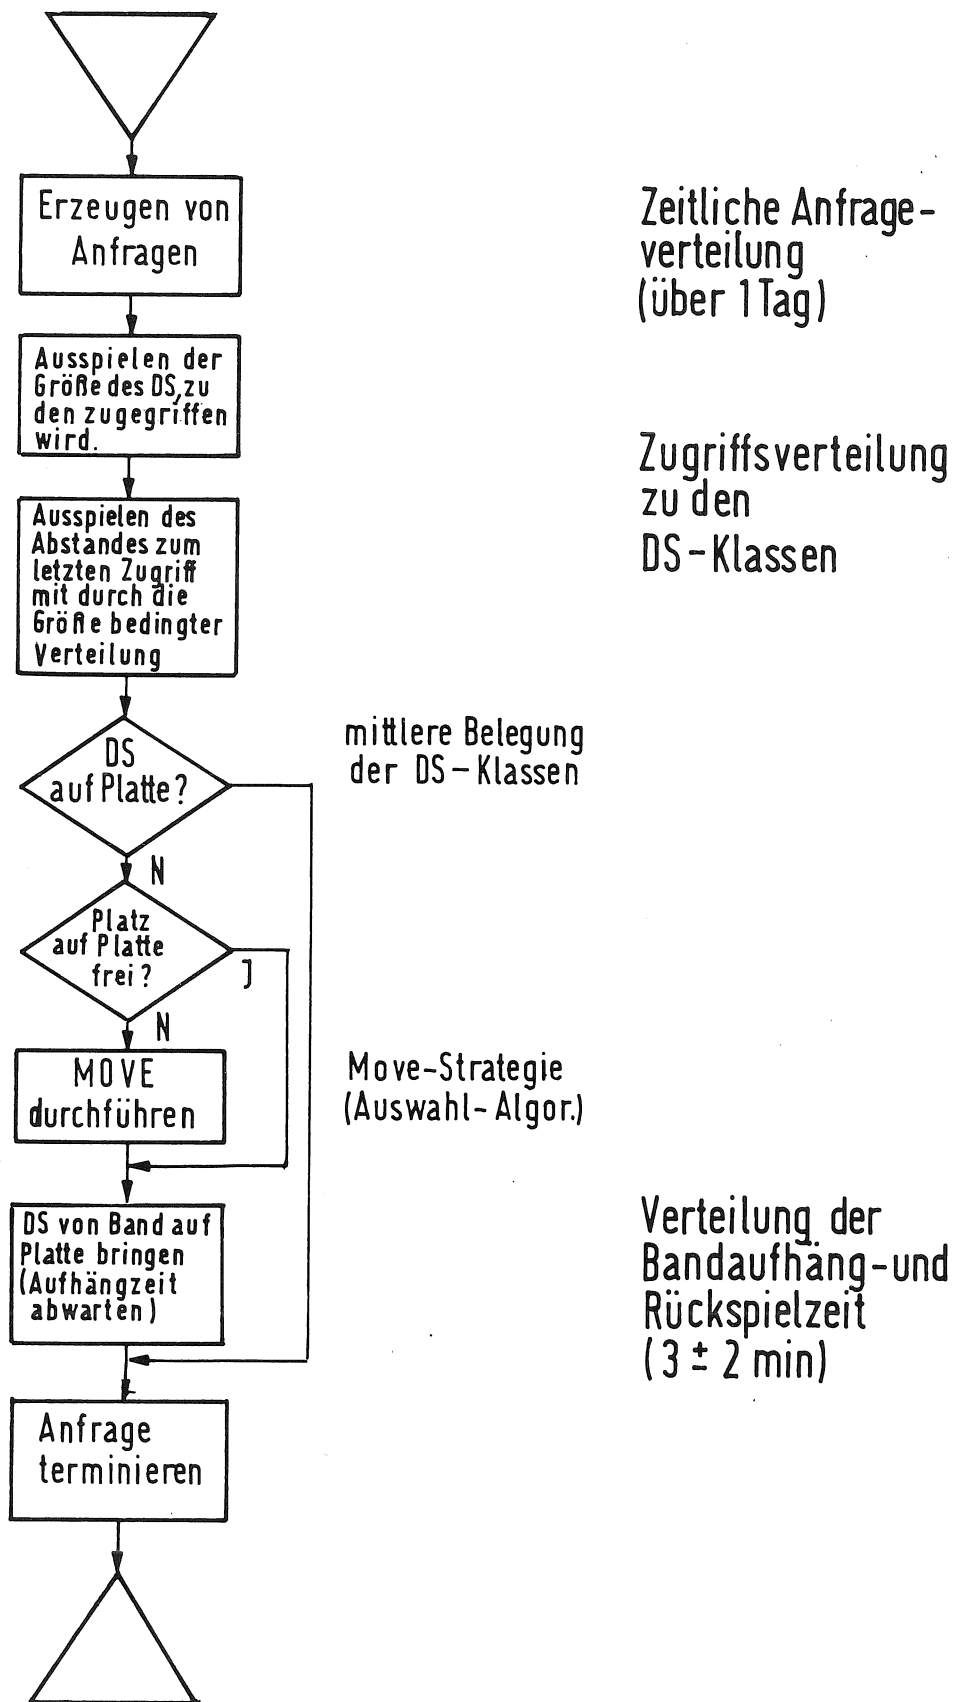 Erzeugen von
Anfragen
Zeitliche Anfrage-
verteilung
(über 1 Tag)
Ausspielen der
Größe des DS, zu
den zugegriffen
wird.
Zugriffsverteilung
zu den
DS-Klassen
Ausspielen des
Abstandes zum
letzten Zugriff
mit durch die
Größe bedingter
Verteilung
DS
auf Platte?
mittlere Belegung
der DS-Klassen
N
Platz
auf Platte
frei?
J
N
MOVE
durchführen
Move-Strategie
(Auswahl-Algor.)
DS von Band auf
Platte bringen
(Aufhängzeit
abwarten)
Verteilung der
Bandaufhäng-und
Rückspielzeit
(3 ± 2 min)
Anfrage
terminieren